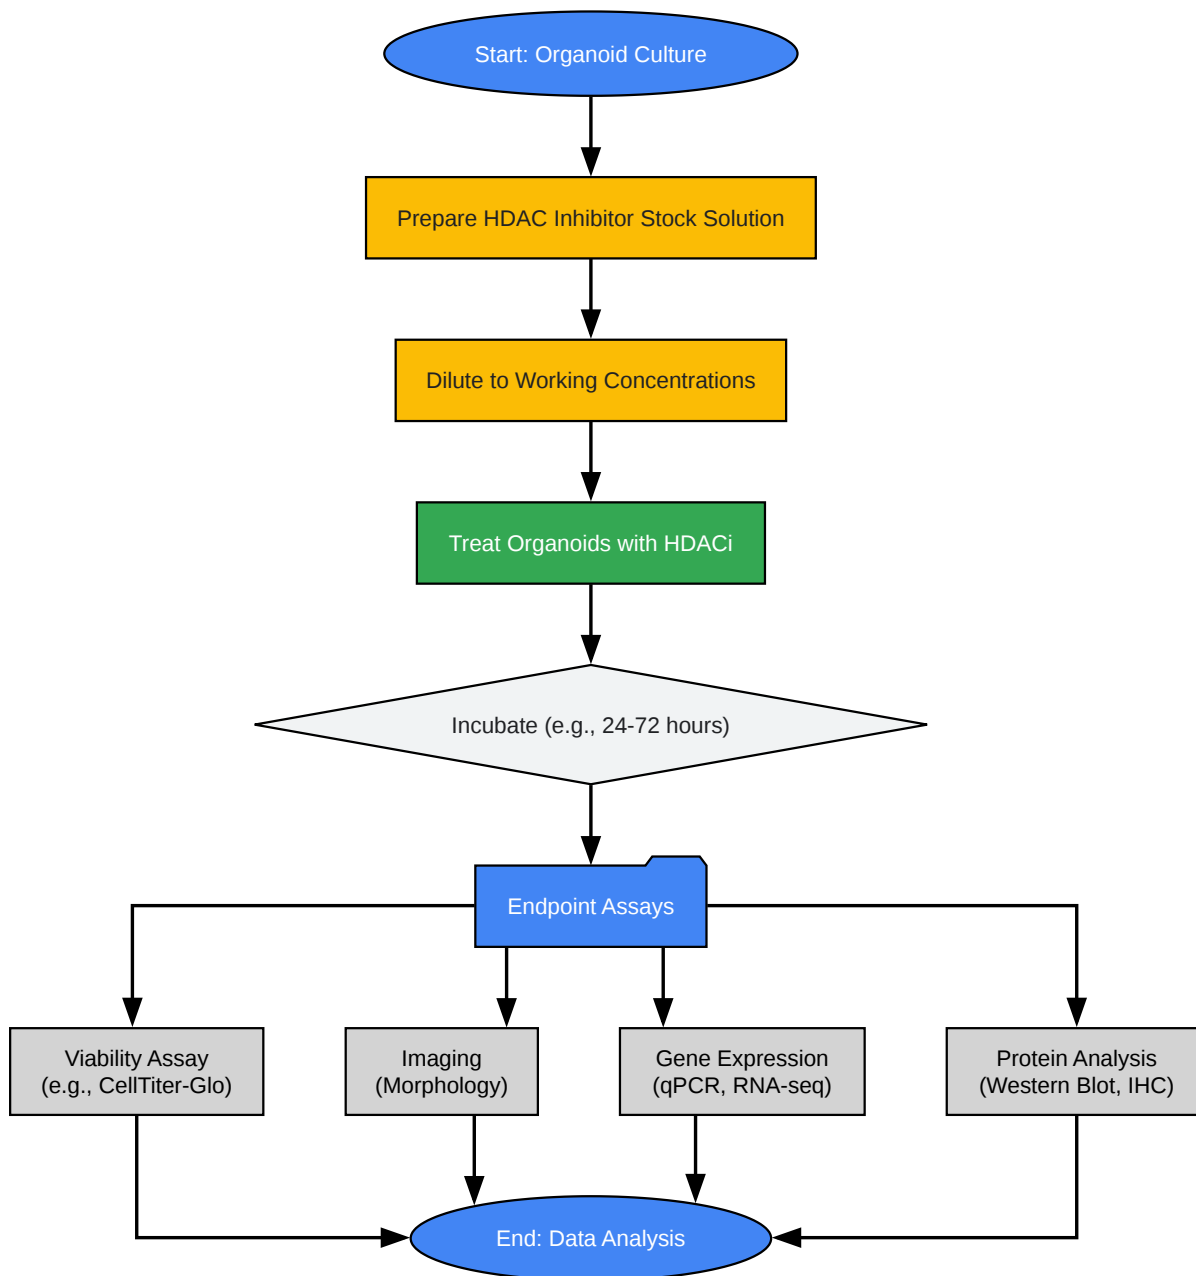 Start: Organoid Culture
Prepare HDAC Inhibitor Stock Solution
Dilute to Working Concentrations
Treat Organoids with HDACi
Incubate (e.g., 24-72 hours)
Endpoint Assays
Viability Assay
(e.g., CellTiter-Glo)
Imaging
(Morphology)
Gene Expression
(qPCR, RNA-seq)
Protein Analysis
(Western Blot, IHC)
End: Data Analysis